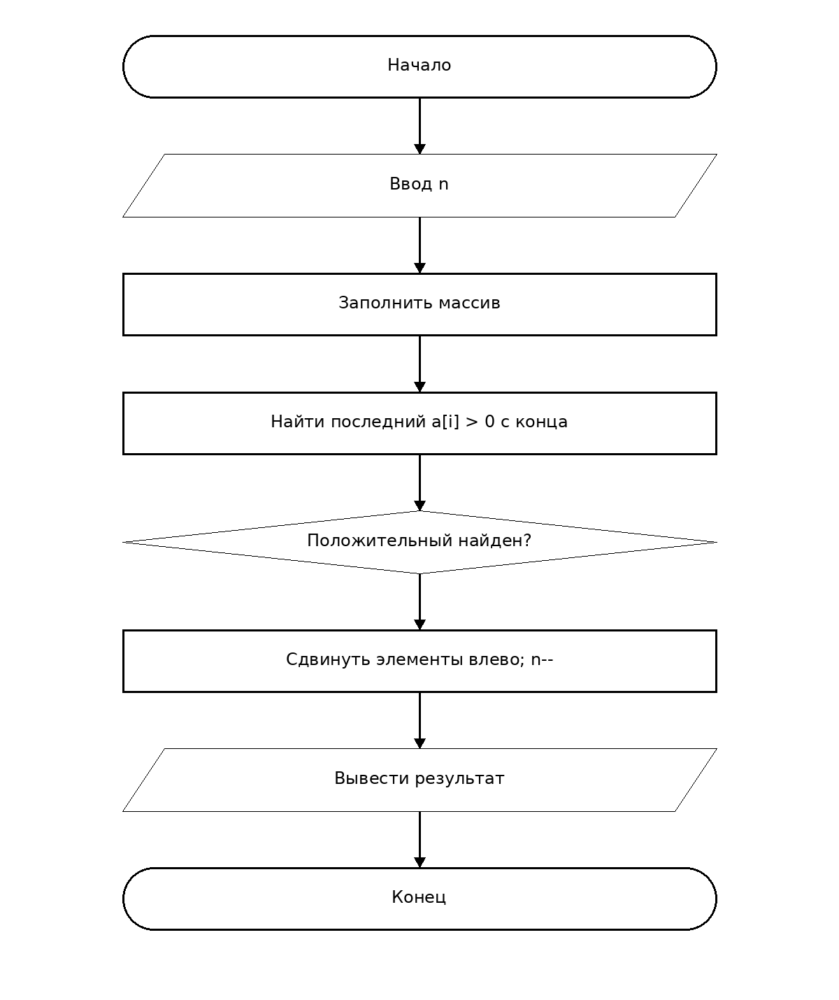 Начало
Ввод n
Заполнить массив
Найти последний a[i] > 0 с конца
Положительный найден?
Сдвинуть элементы влево; n--
Вывести результат
Конец